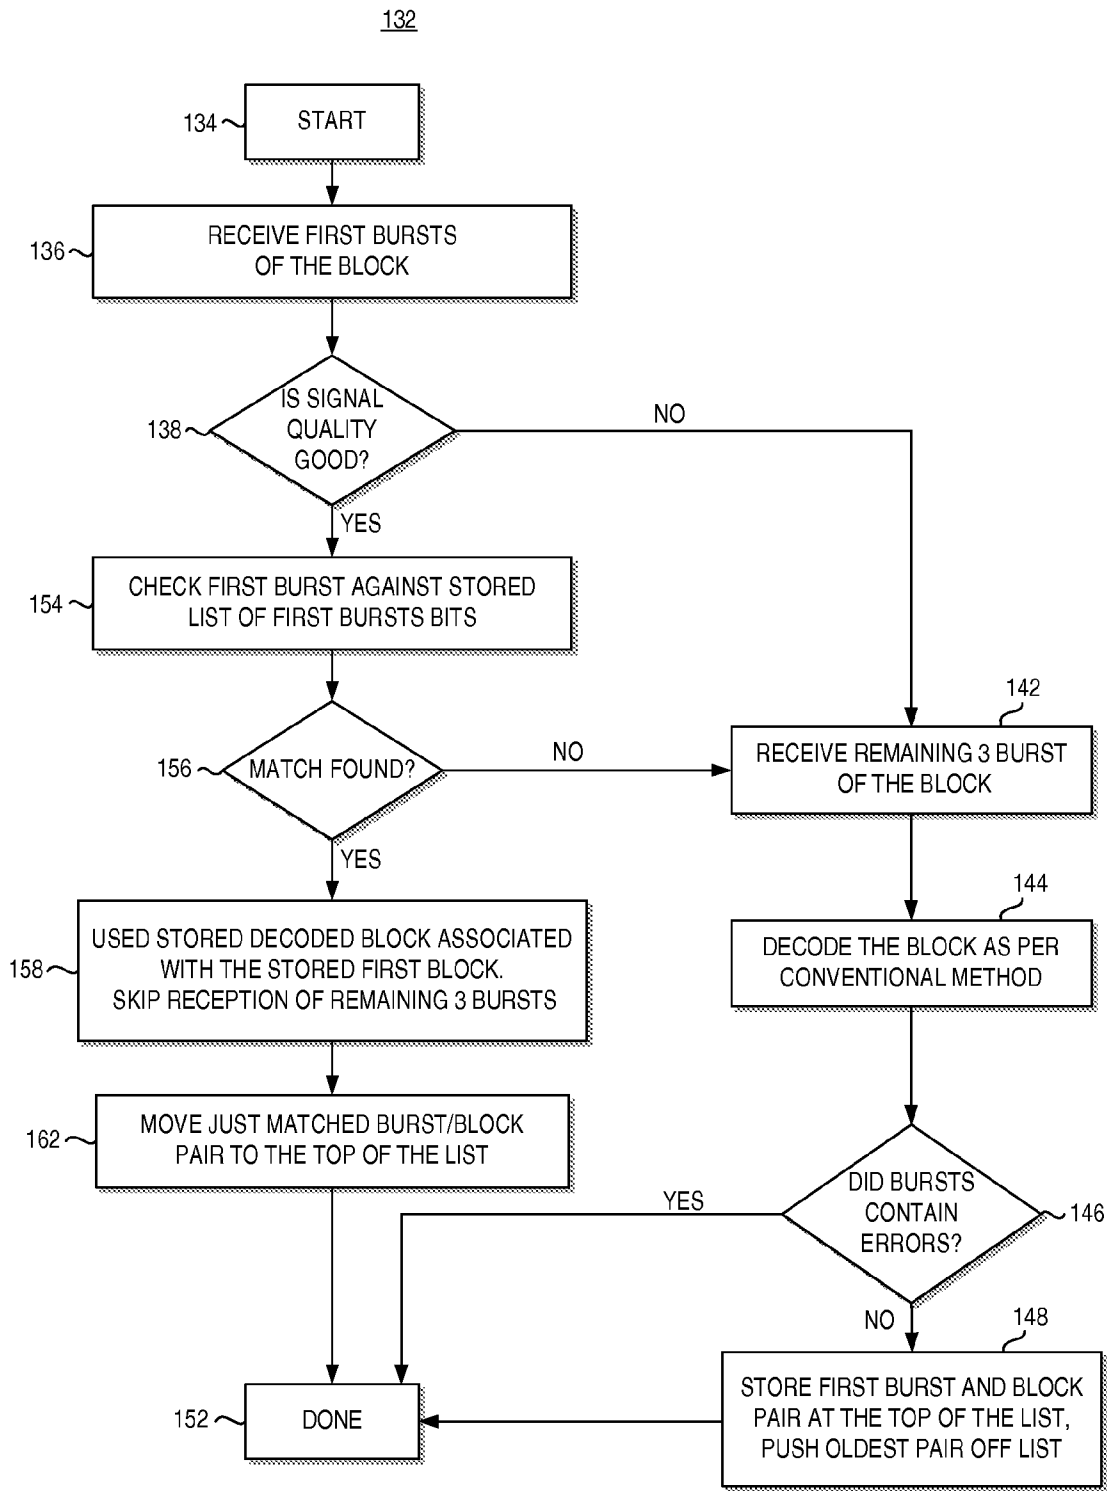 132
START
134
RECEIVE FIRST BURSTS
OF THE BLOCK
136
IS SIGNAL
QUALITY
GOOD?
138
NO
YES
CHECK FIRST BURST AGAINST STORED
LIST OF FIRST BURSTS BITS
154
MATCH FOUND?
156
NO
YES
142
RECEIVE REMAINING 3 BURST
OF THE BLOCK
144
DECODE THE BLOCK AS PER
CONVENTIONAL METHOD
USED STORED DECODED BLOCK ASSOCIATED
WITH THE STORED FIRST BLOCK.
SKIP RECEPTION OF REMAINING 3 BURSTS
158
MOVE JUST MATCHED BURST/BLOCK
PAIR TO THE TOP OF THE LIST
162
DID BURSTS
CONTAIN
ERRORS?
146
YES
NO
148
STORE FIRST BURST AND BLOCK
PAIR AT THE TOP OF THE LIST,
PUSH OLDEST PAIR OFF LIST
DONE
152